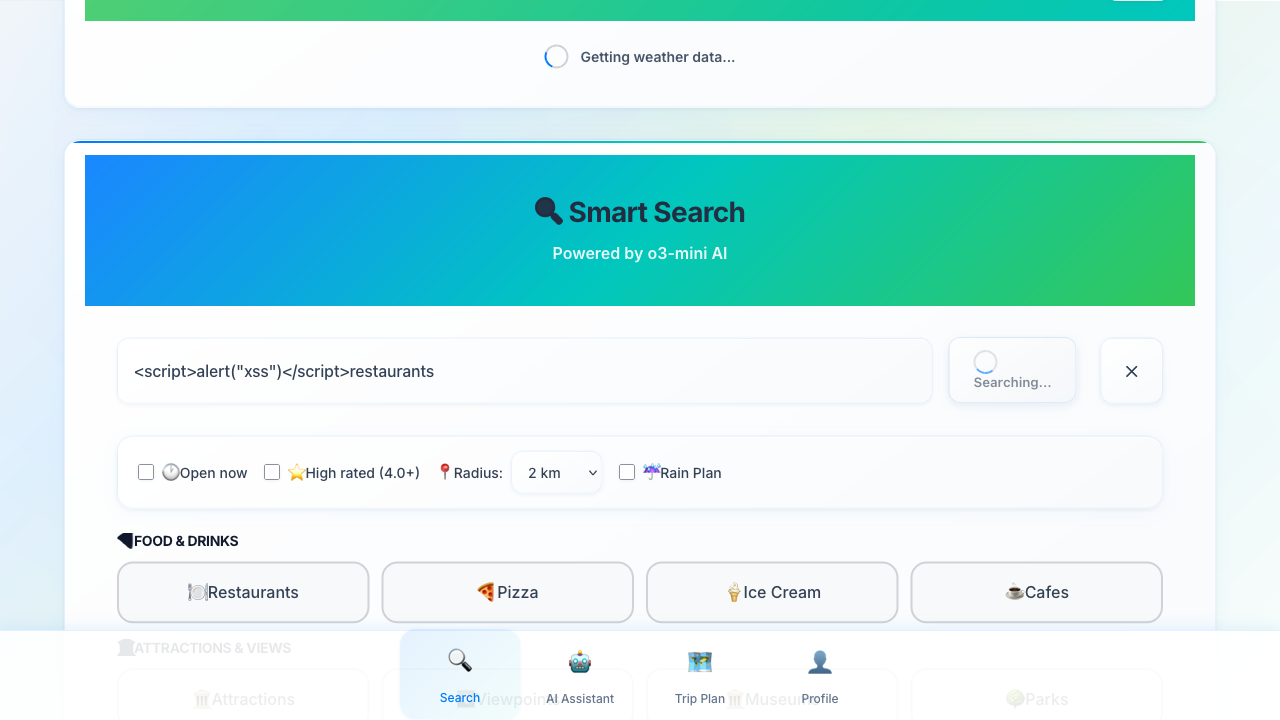 Getting weather data...
🔍 Smart Search
Powered by o3-mini AI
<script>alert("xss")</script>restaurants
Searching...
✕
🕐Open now ⭐High rated (4.0+) 📍Radius: 2 km ☔Rain Plan
FOOD & DRINKS
🍽️Restaurants 🍕Pizza 🍦Ice Cream ☕Cafes
🏛️ATTRACTIONS & VIEWS
🏛️Attractions Viewpoints 🏛️Museums 🌳Parks
🔍 🤖 🗺️ 👤
Search AI Assistant Trip Plan Profile